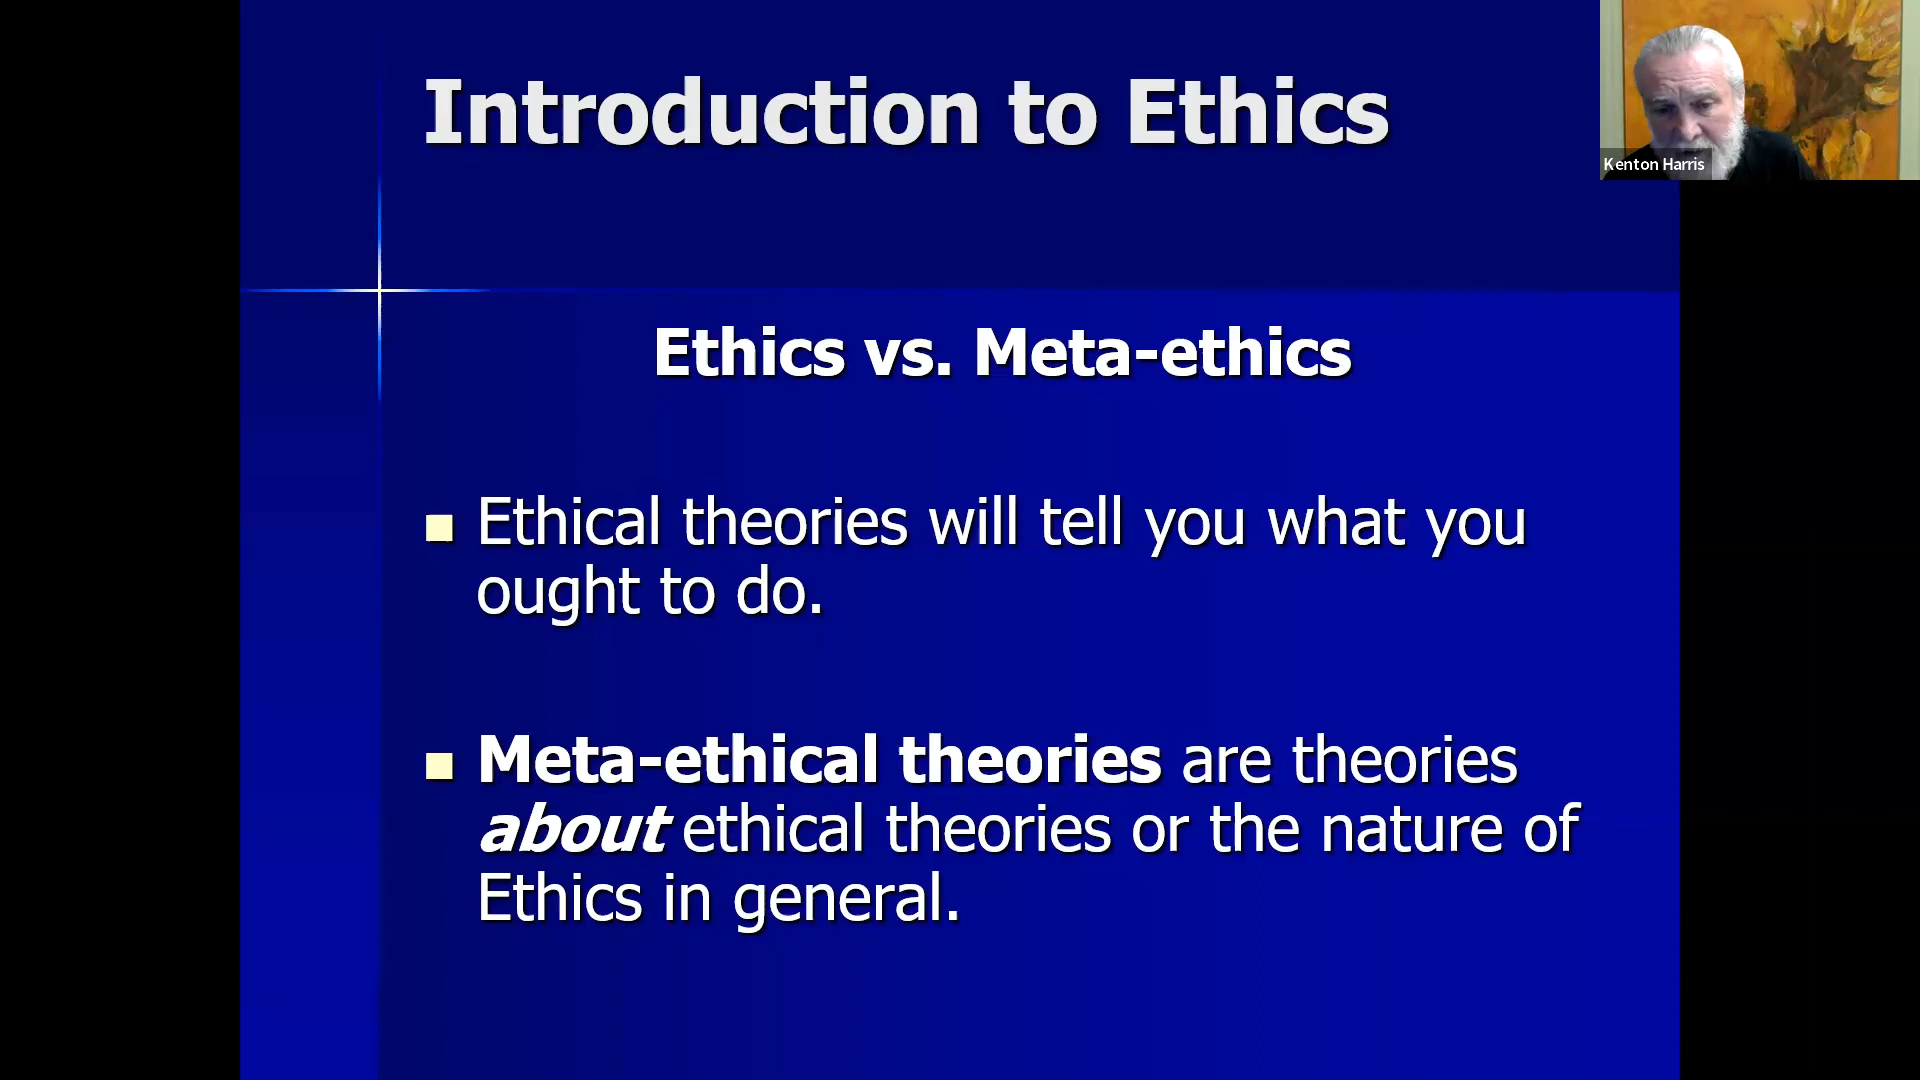 Introduction to Ethics
Kenton Harris
Ethics vs. Meta-ethics
Ethical theories will tell you what you
ought to do.
Meta-ethical theories are theories
about ethical theories or the nature of
Ethics in general.